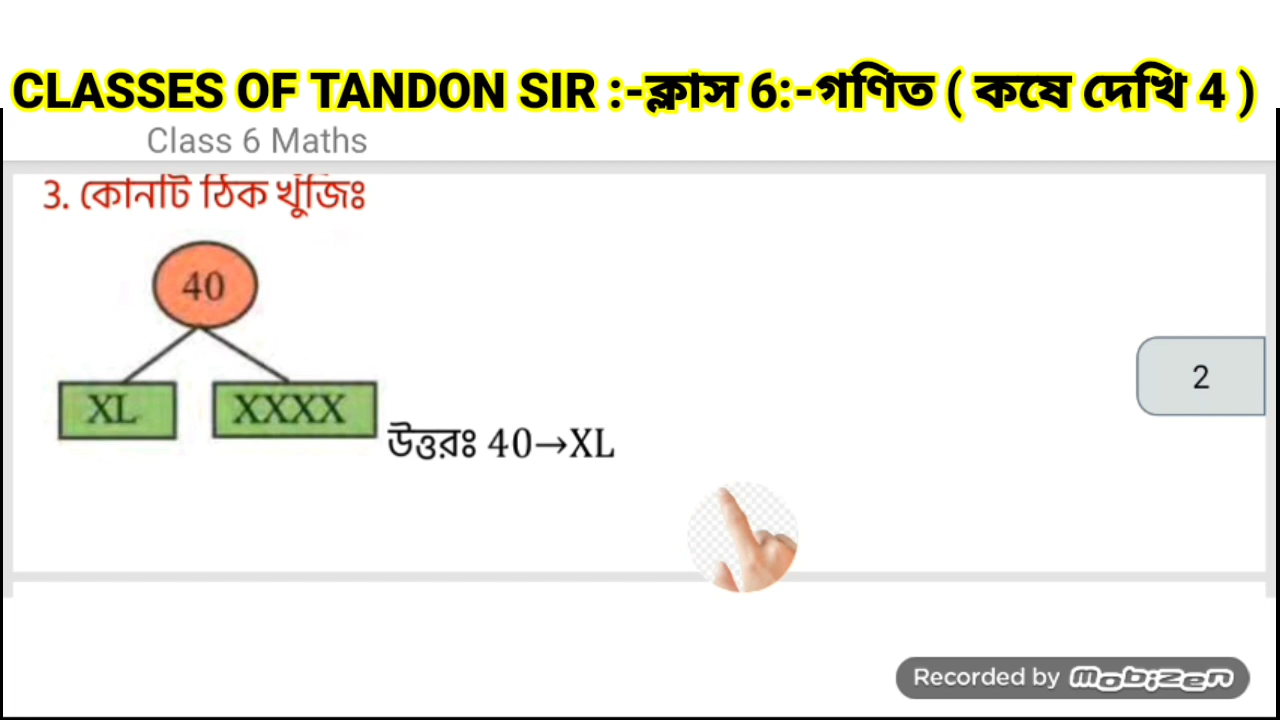 CLASSES OF TANDON SIR :-ক্লাস 6:-গণিত ( কষে দেখি 4 )
Class 6 Maths
3. কোনটি ঠিক খুঁজিঃ
40
XL XXXX
উত্তরঃ 40→XL
2
Recorded by Mobizen